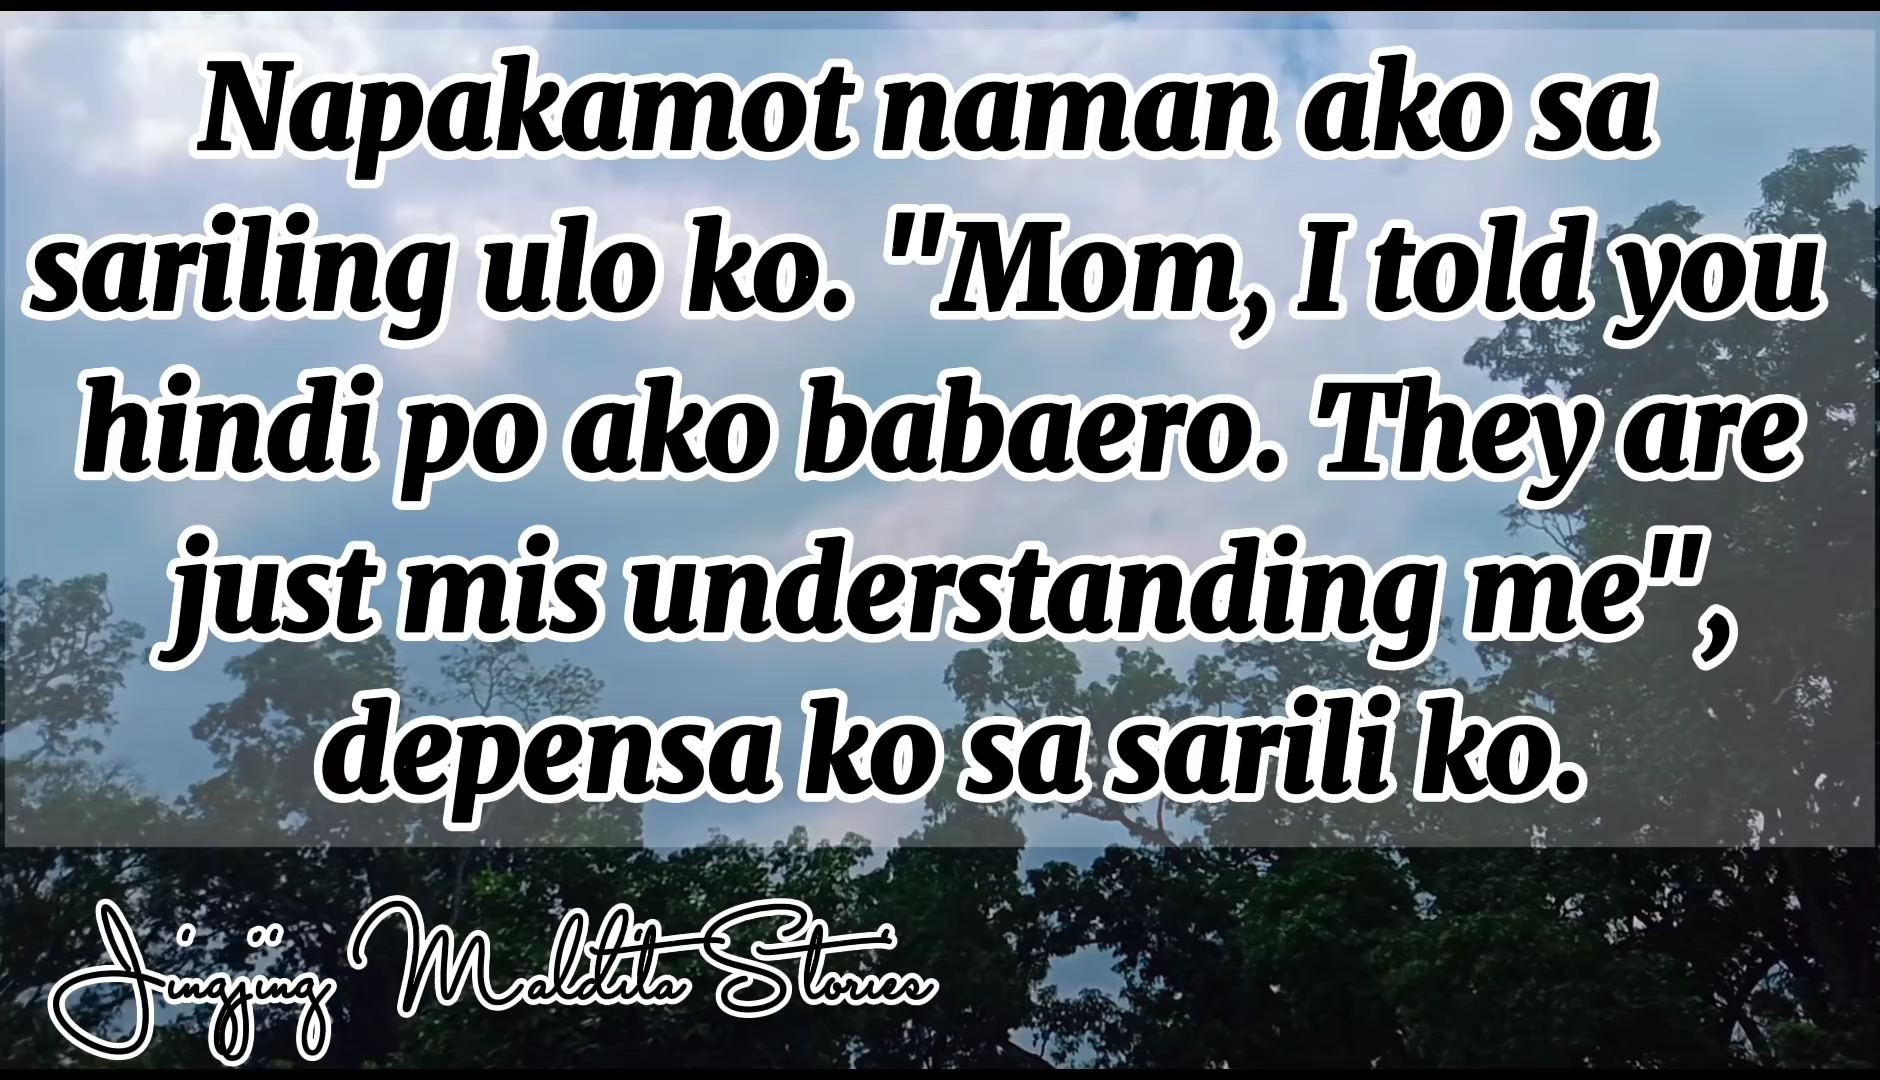 Napakamot naman ako sa
sariling ulo ko. "Mom, I told you
hindi po ako babaero. They are
just mis understanding me",
depensa ko sa sarili ko.
Jingjing Maldita Stories